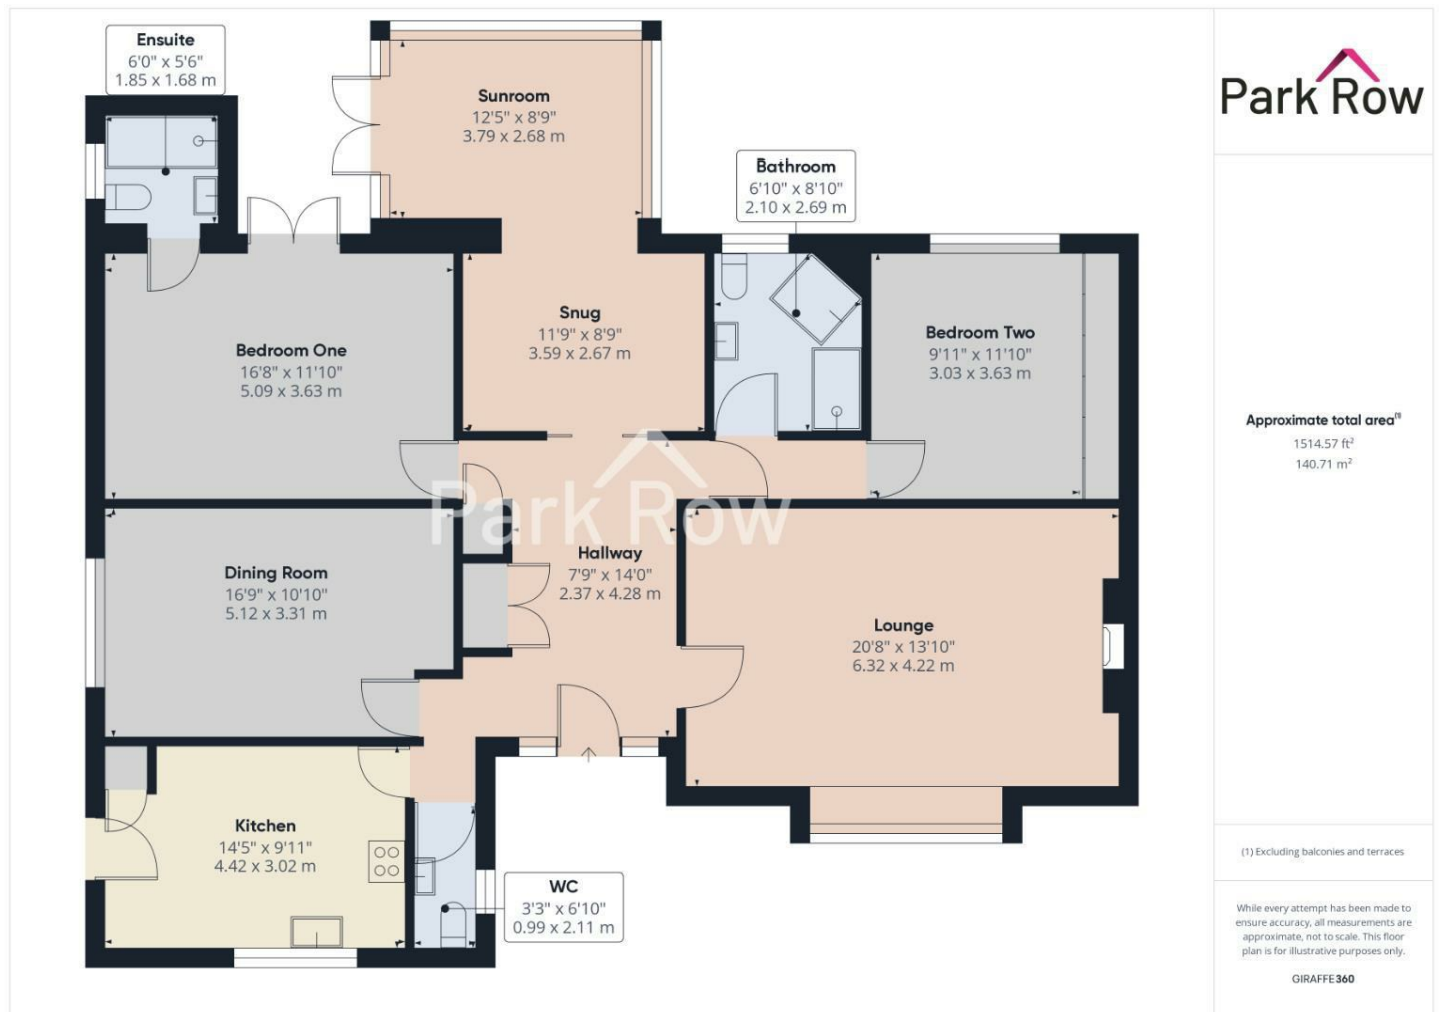 Ensuite
6'0" x 5'6"
1.85 x 1.68 m
Sunroom
12'5" x 8'9"
3.79 x 2.68 m
Park Row
Bathroom
6'10" x 8'10"
2.10 x 2.69 m
Snug
11'9" x 8'9"
3.59 x 2.67 m
Bedroom Two
9'11" x 11'10"
3.03 x 3.63 m
Bedroom One
16'8" x 11'10"
5.09 x 3.63 m
Approximate total area(1)
1514.57 ft²
140.71 m²
Park Row
Hallway
7'9" x 14'0"
2.37 x 4.28 m
Dining Room
16'9" x 10'10"
5.12 x 3.31 m
Lounge
20'8" x 13'10"
6.32 x 4.22 m
Kitchen
14'5" x 9'11"
4.42 x 3.02 m
WC
3'3" x 6'10"
0.99 x 2.11 m
(1) Excluding balconies and terraces
While every attempt has been made to
ensure accuracy, all measurements are
approximate, not to scale. This floor
plan is for illustrative purposes only.
GIRAFFE360